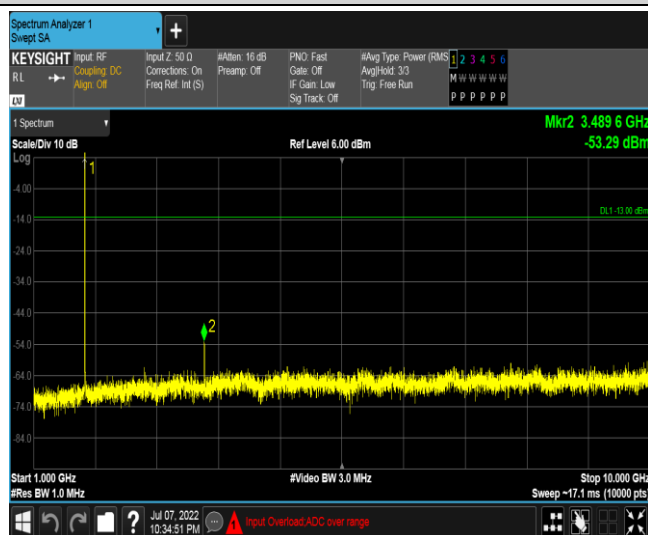 Spectrum Analyzer 1
Swept SA
+
KEYSIGHT
RL
LXI
Input: RF
Coupling: DC
Align: Off
Input Z: 50 Ω
Corrections: On
Freq Ref: Int (S)
#Atten: 16 dB
Preamp: Off
PNO: Fast
Gate: Off
IF Gain: Low
Sig Track: Off
#Avg Type: Power (RMS
Avg|Hold: 3/3
Trig: Free Run
1 2 3 4 5 6
M W W W W W
P P P P P P
1 Spectrum
Mkr2 3.489 6 GHz
Scale/Div 10 dB
Ref Level 6.00 dBm
-53.29 dBm
Log
1
-4.00
DL1 -13.00 dBm
-14.0
-24.0
-34.0
-44.0
2
-54.0
-64.0
-74.0
-84.0
Start 1.000 GHz
#Video BW 3.0 MHz
Stop 10.000 GHz
#Res BW 1.0 MHz
Sweep ~17.1 ms (10000 pts)
?
Jul 07, 2022
10:34:51 PM
Input Overload;ADC over range